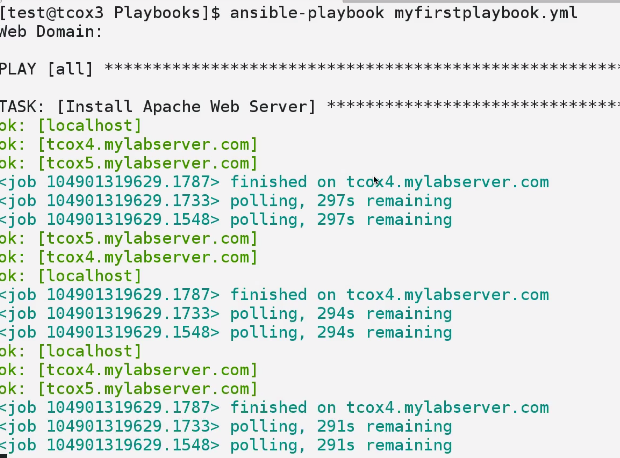 [test@tcox3 Playbooks]$ ansible-playbook myfirstplaybook.yml
Web Domain:
PLAY [all] *****************************************************
TASK: [Install Apache Web Server] ******************************
ok: [localhost]
ok: [tcox4.mylabserver.com]
ok: [tcox5.mylabserver.com]
<job 104901319629.1787> finished on tcox4.mylabserver.com
<job 104901319629.1733> polling, 297s remaining
<job 104901319629.1548> polling, 297s remaining
ok: [tcox5.mylabserver.com]
ok: [tcox4.mylabserver.com]
ok: [localhost]
<job 104901319629.1787> finished on tcox4.mylabserver.com
<job 104901319629.1733> polling, 294s remaining
<job 104901319629.1548> polling, 294s remaining
ok: [localhost]
ok: [tcox4.mylabserver.com]
ok: [tcox5.mylabserver.com]
<job 104901319629.1787> finished on tcox4.mylabserver.com
<job 104901319629.1733> polling, 291s remaining
<job 104901319629.1548> polling, 291s remaining